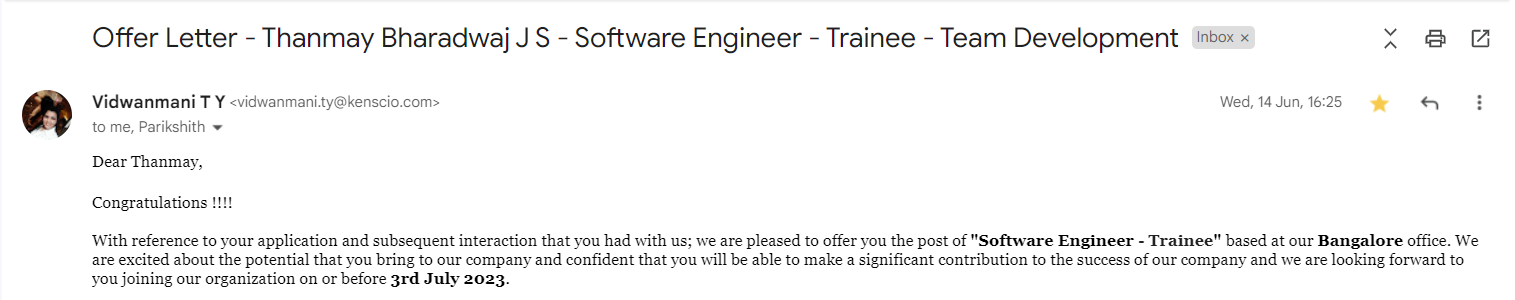 Offer Letter - Thanmay Bharadwaj J S - Software Engineer - Trainee - Team Development Inbox ×
Vidwanmani T Y <vidwanmani.ty@kenscio.com> Wed, 14 Jun, 16:25
to me, Parikshith
Dear Thanmay,
Congratulations !!!!
With reference to your application and subsequent interaction that you had with us; we are pleased to offer you the post of "Software Engineer - Trainee" based at our Bangalore office. We
are excited about the potential that you bring to our company and confident that you will be able to make a significant contribution to the success of our company and we are looking forward to
you joining our organization on or before 3rd July 2023.